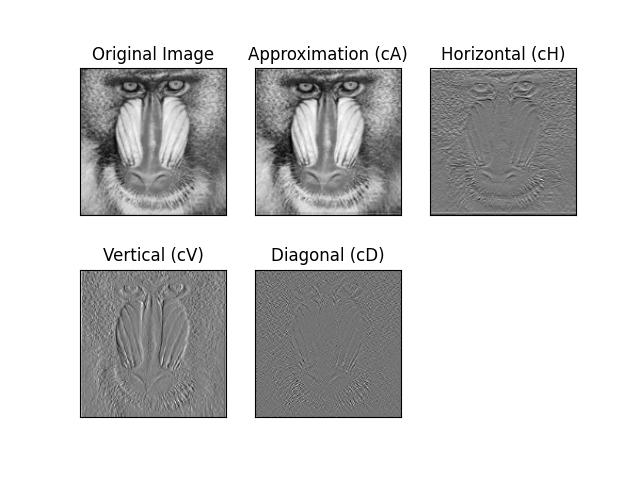 Original Image
Approximation (cA)
Horizontal (cH)
Vertical (cV)
Diagonal (cD)